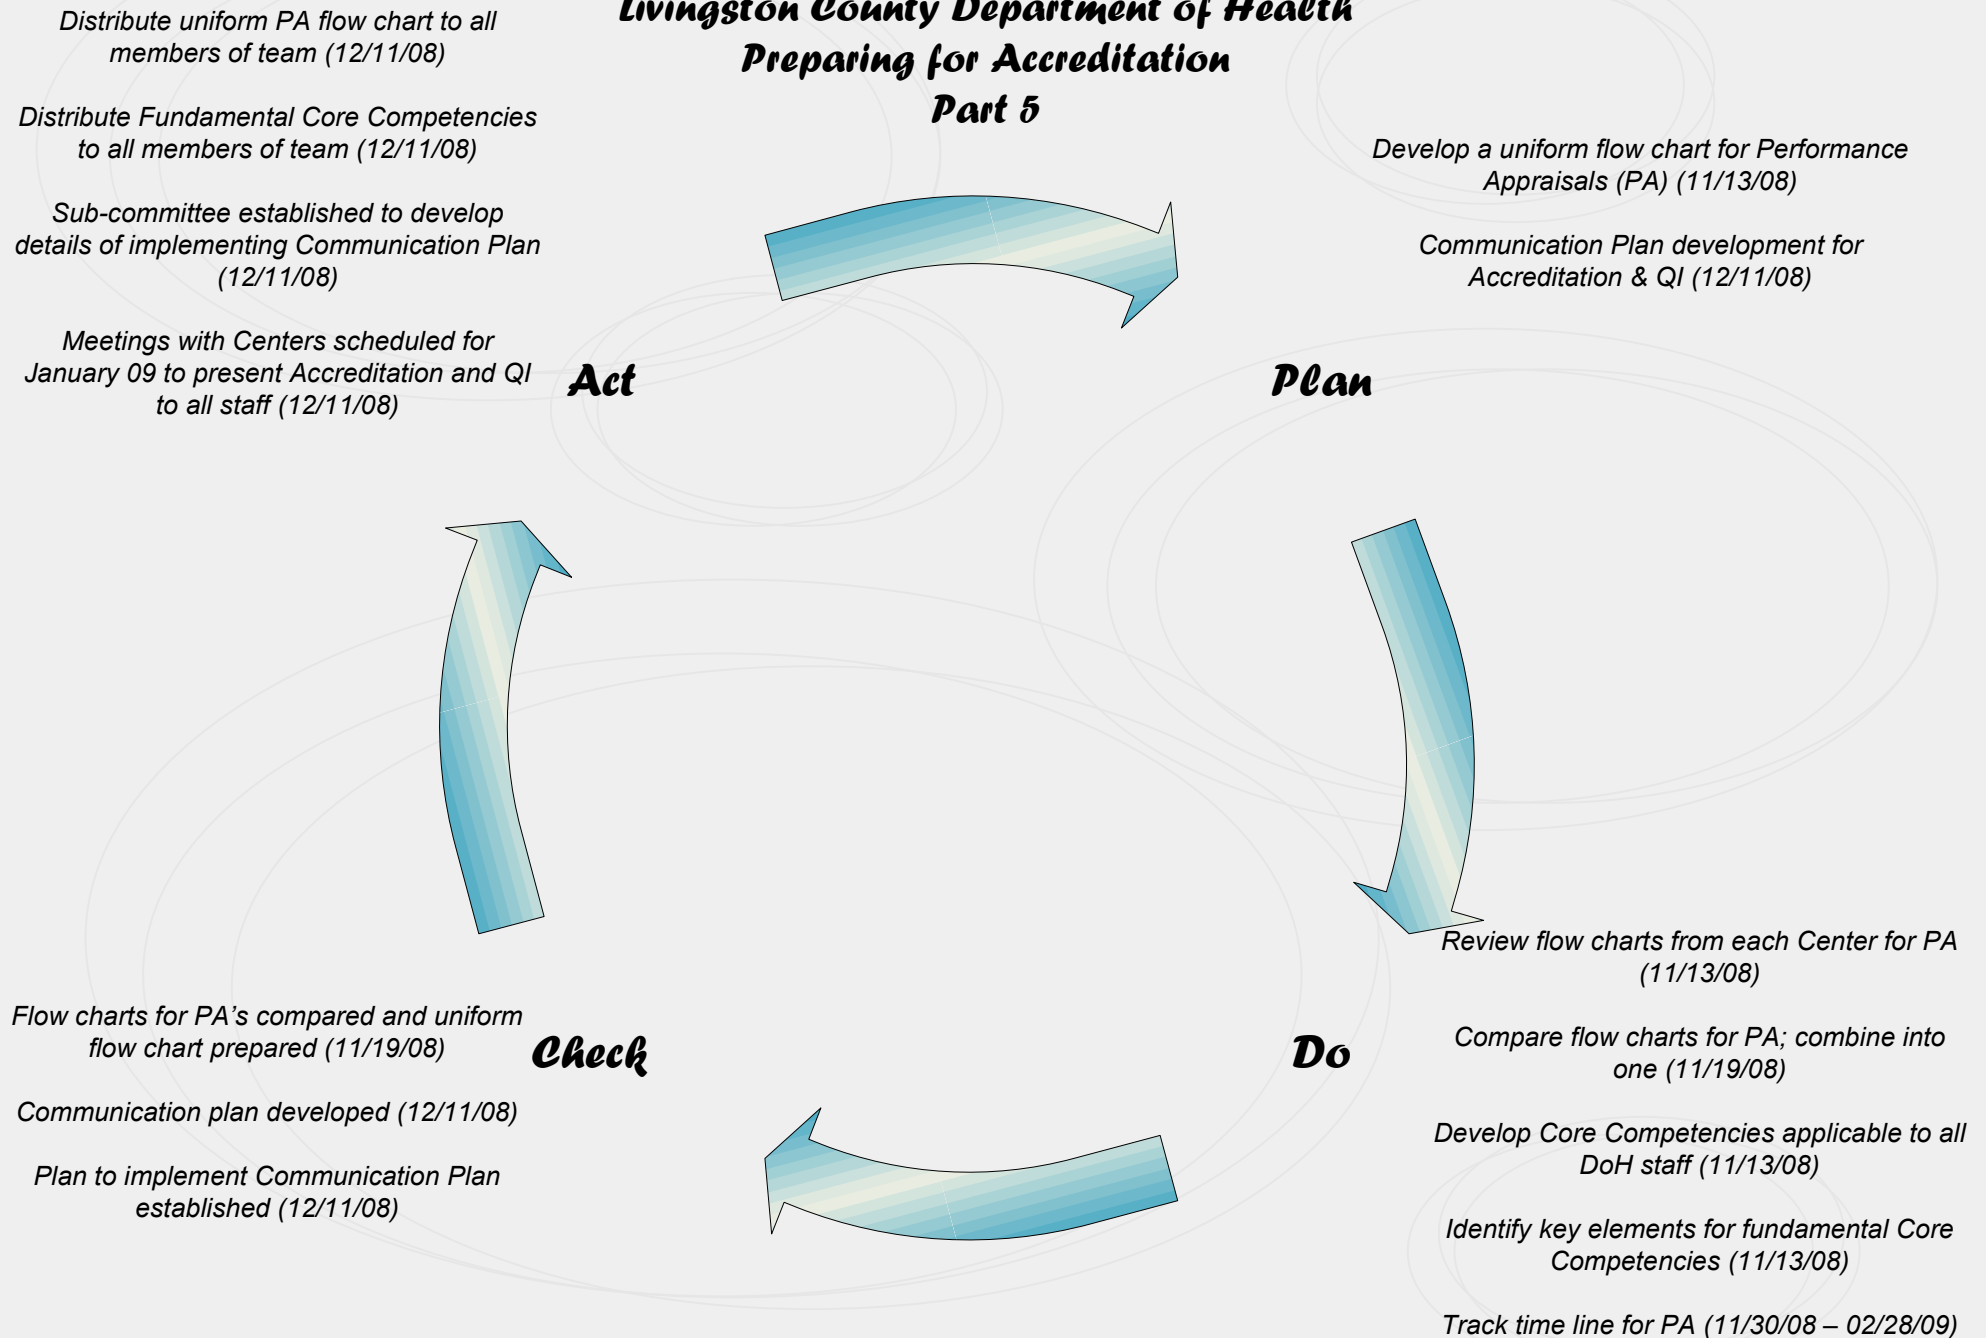 Livingston County Department of Health
Preparing for Accreditation
Part 5
Distribute uniform PA flow chart to all
members of team (12/11/08)
Distribute Fundamental Core Competencies
to all members of team (12/11/08)
Sub-committee established to develop
details of implementing Communication Plan
(12/11/08)
Meetings with Centers scheduled for
January 09 to present Accreditation and QI
to all staff (12/11/08)
Act
Develop a uniform flow chart for Performance
Appraisals (PA) (11/13/08)
Communication Plan development for
Accreditation & QI (12/11/08)
Plan
Flow charts for PA’s compared and uniform
flow chart prepared (11/19/08)
Communication plan developed (12/11/08)
Plan to implement Communication Plan
established (12/11/08)
Check
Do
Review flow charts from each Center for PA
(11/13/08)
Compare flow charts for PA; combine into
one (11/19/08)
Develop Core Competencies applicable to all
DoH staff (11/13/08)
Identify key elements for fundamental Core
Competencies (11/13/08)
Track time line for PA (11/30/08 – 02/28/09)